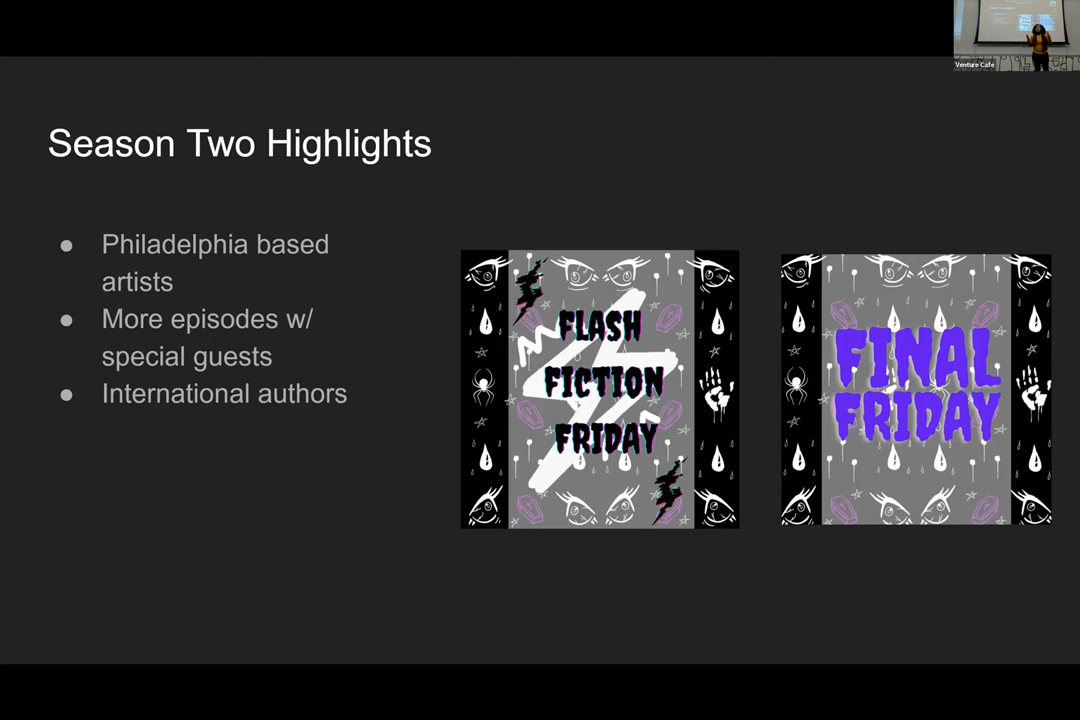 Venture Cafe
Season Two Highlights
● Philadelphia based
artists
● More episodes w/
special guests
● International authors
FLASH
FICTION
FRIDAY
FINAL
FRIDAY